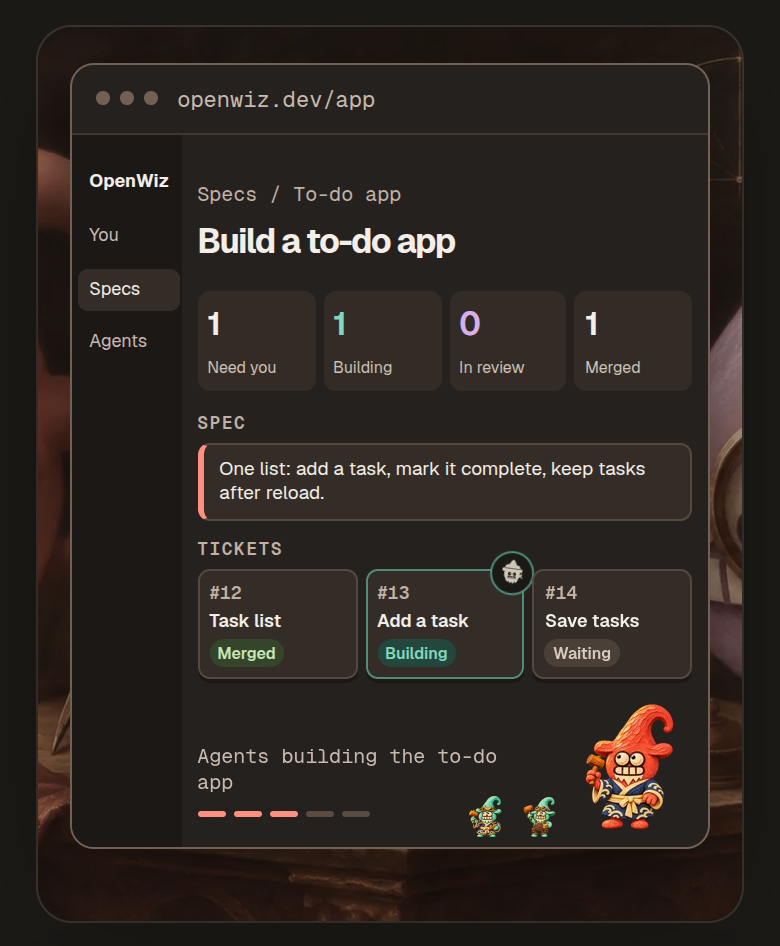 openwiz.dev/app
OpenWiz
You
Specs
Agents
Specs / To-do app
Build a to-do app
1
Need you
1
Building
0
In review
1
Merged
SPEC
One list: add a task, mark it complete, keep tasks
after reload.
TICKETS
#12
Task list
Merged
#13
Add a task
Building
#14
Save tasks
Waiting
Agents building the to-do
app